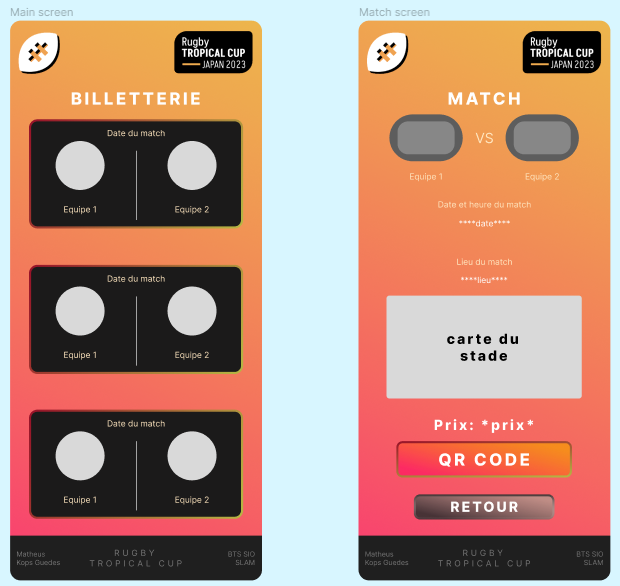 Main screen
Rugby
TROPICAL CUP
JAPAN 2023
BILLETTERIE
Date du match
Equipe 1
Equipe 2
Date du match
Equipe 1
Equipe 2
Date du match
Equipe 1
Equipe 2
Matheus
Kops Guedes
RUGBY
TROPICAL CUP
BTS SIO
SLAM
Match screen
Rugby
TROPICAL CUP
JAPAN 2023
MATCH
VS
Equipe 1
Equipe 2
Date et heure du match
****date****
Lieu du match
****lieu****
carte du
stade
Prix: *prix*
QR CODE
RETOUR
Matheus
Kops Guedes
RUGBY
TROPICAL CUP
BTS SIO
SLAM